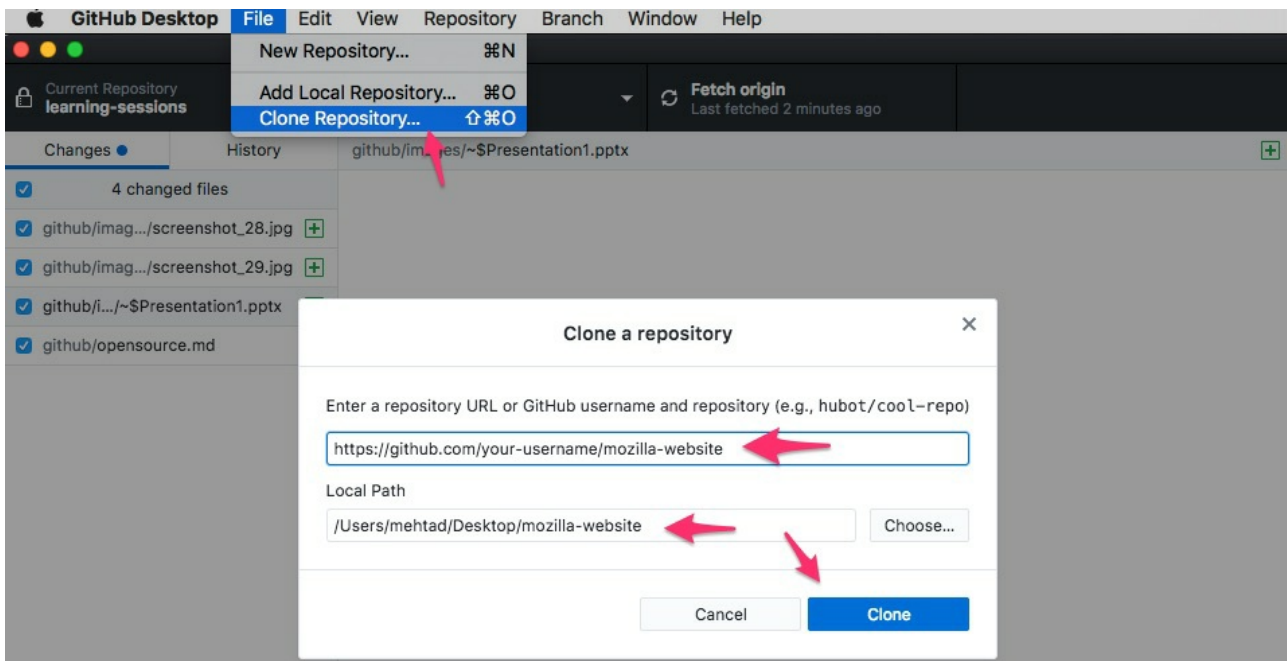 GitHub Desktop File Edit View Repository Branch Window Help
New Repository... ⌘N
Add Local Repository... ⌘O
Clone Repository... ⇧⌘O
Current Repository
learning-sessions
Fetch origin
Last fetched 2 minutes ago
Changes History
github/images/~$Presentation1.pptx
4 changed files
github/imag.../screenshot_28.jpg
github/imag.../screenshot_29.jpg
github/i.../~$Presentation1.pptx
github/opensource.md
Clone a repository
Enter a repository URL or GitHub username and repository (e.g., hubot/cool-repo)
https://github.com/your-username/mozilla-website
Local Path
/Users/mehtad/Desktop/mozilla-website
Choose...
Cancel Clone